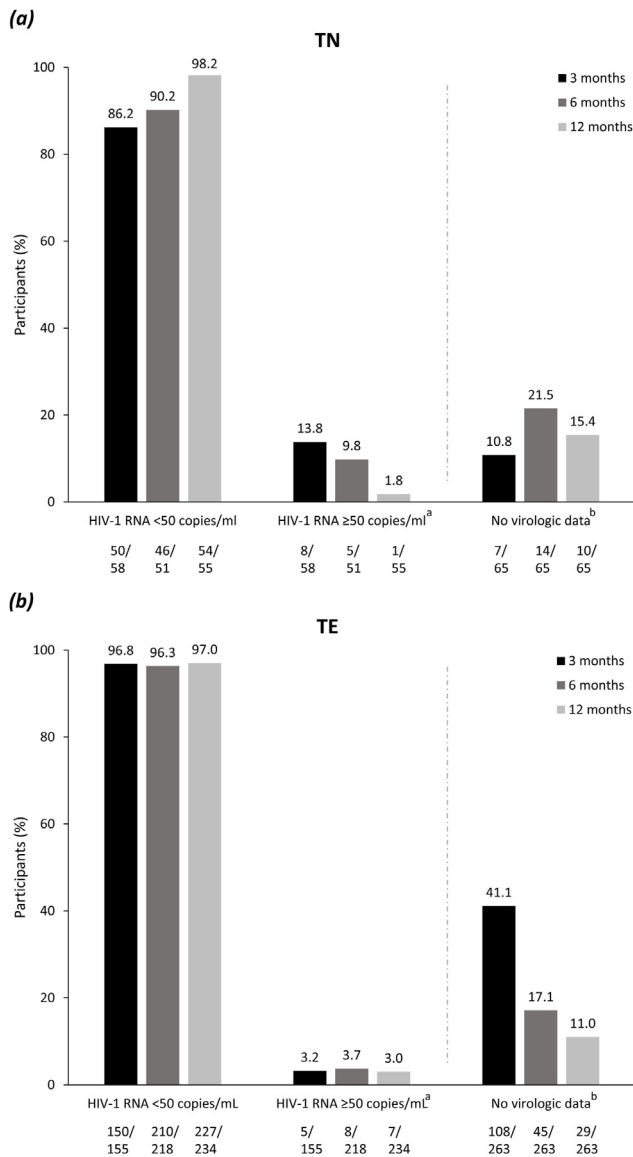 (a)
TN
100
80
60
40
20
0
Participants (%)
3 months
6 months
12 months
86.2
90.2
98.2
13.8
9.8
1.8
10.8
21.5
15.4
HIV-1 RNA <50 copies/ml
HIV-1 RNA ≥50 copies/ml a
No virologic data b
50/ 46/ 54/ 8/ 5/ 1/ 7/ 14/ 10/
58 51 55 58 51 55 65 65 65
(b)
TE
100
80
60
40
20
0
Participants (%)
3 months
6 months
12 months
96.8
96.3
97.0
3.2
3.7
3.0
41.1
17.1
11.0
HIV-1 RNA <50 copies/mL
HIV-1 RNA ≥50 copies/mL a
No virologic data b
150/ 210/ 227/ 5/ 8/ 7/ 108/ 45/ 29/
155 218 234 155 218 234 263 263 263